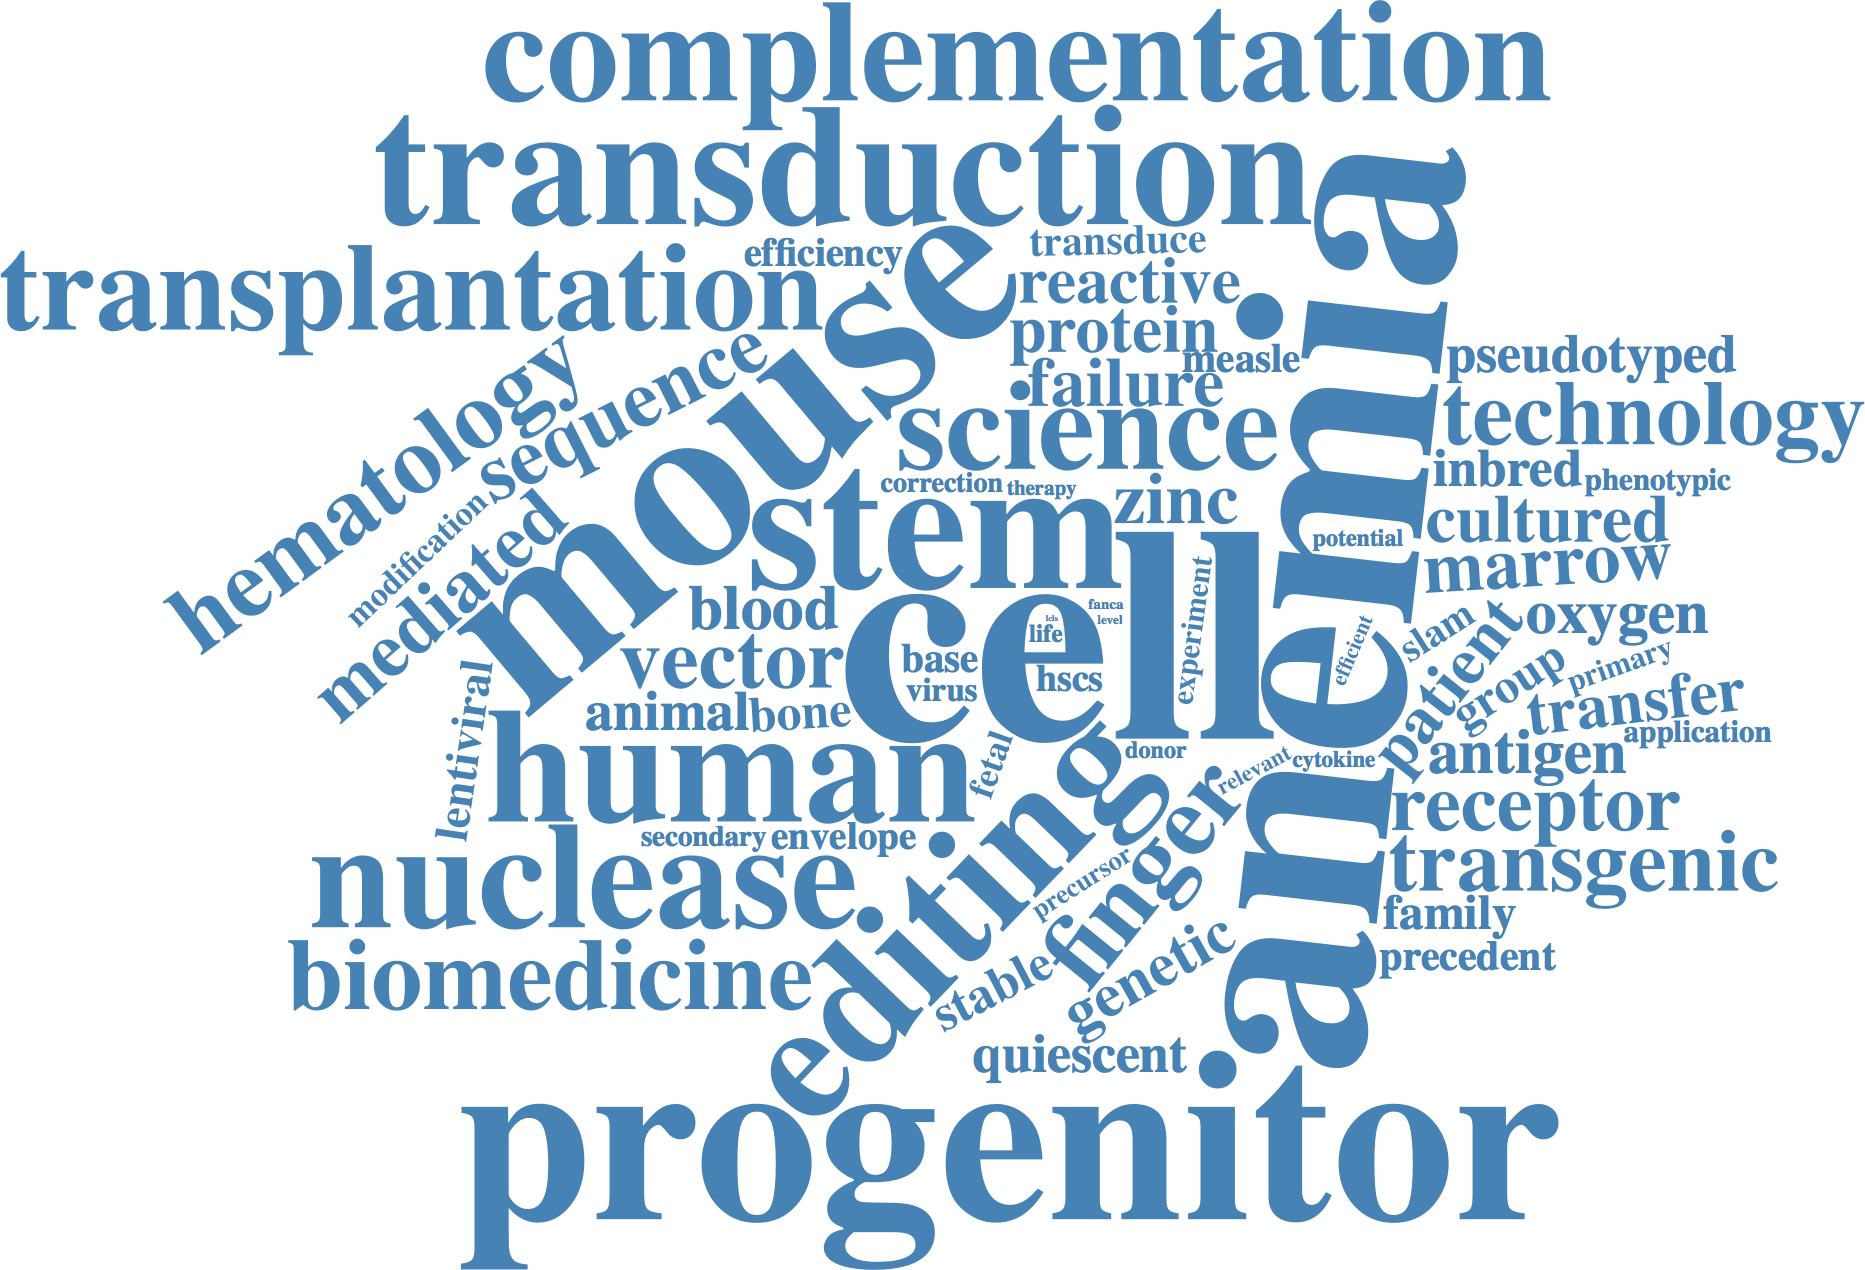 complementation
transduction
anemia
transplantation
efficiency
transduce
mouse
reactive
protein
measle
failure
pseudotyped
technology
science
hematology
sequence
modification
mediated
correction
therapy
stem
zinc
inbred
phenotypic
cultured
potential
marrow
blood
cell
fanca
level
lcls
life
experiment
efficient
slam
patient
oxygen
vector
base
virus
hscs
group
primary
lentiviral
animal
bone
transfer
application
human
fetal
donor
relevant
cytokine
antigen
editing
finger
receptor
secondary
envelope
nuclease
precursor
transgenic
family
biomedicine
stable
genetic
precedent
quiescent
progenitor